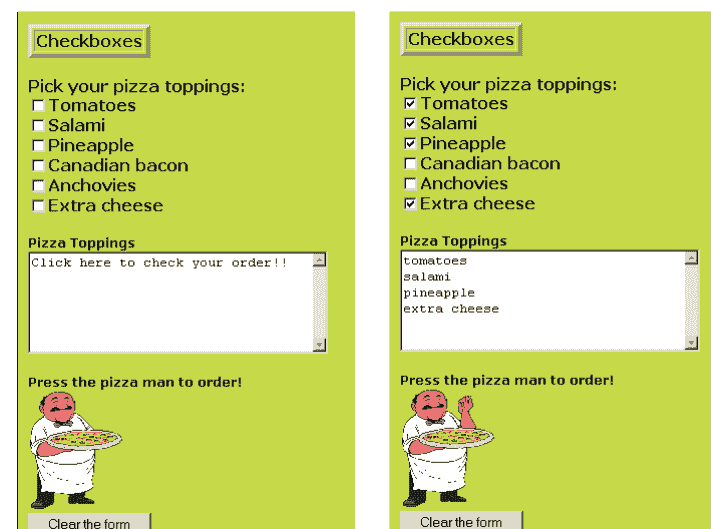 Checkboxes
Pick your pizza toppings:
Tomatoes
Salami
Pineapple
Canadian bacon
Anchovies
Extra cheese
Pizza Toppings
Click here to check your order!!
Press the pizza man to order!
Clear the form
Checkboxes
Pick your pizza toppings:
Tomatoes
Salami
Pineapple
Canadian bacon
Anchovies
Extra cheese
Pizza Toppings
tomatoes
salami
pineapple
extra cheese
Press the pizza man to order!
Clear the form